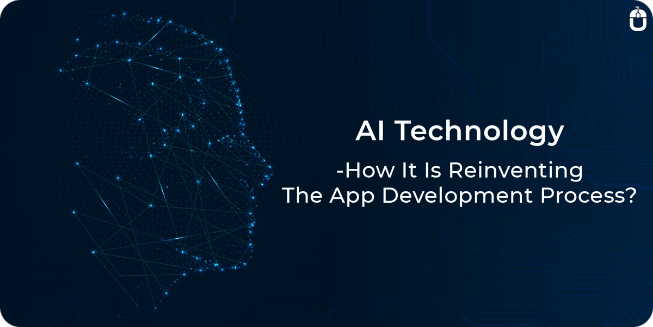 AI Technology
-How It Is Reinventing
The App Development Process?